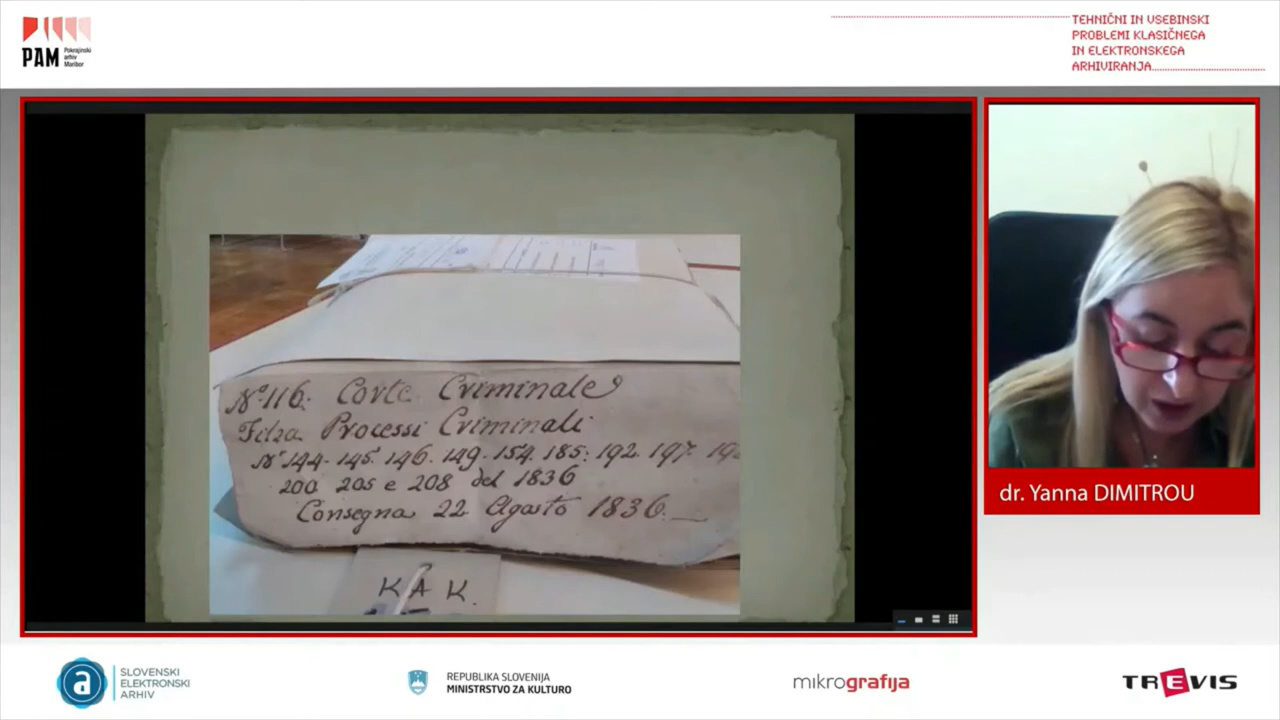 PAM
Pokrajinski
arhiv
Maribor
TEHNIČNI IN VSEBINSKI
PROBLEMI KLASIČNEGA
IN ELEKTRONSKEGA
ARHIVIRANJA
Nº 116. Corte Criminale
Filza Processi Criminali
Nⁱ 144. 145. 146. 149. 154. 185. 192. 197.
200. 205 e 208 del 1836
Consegna 22 Agosto 1836.
K A K.
dr. Yanna DIMITROU
a
SLOVENSKI
ELEKTRONSKI
ARHIV
REPUBLIKA SLOVENIJA
MINISTRSTVO ZA KULTURO
mikrografija
TREVIS